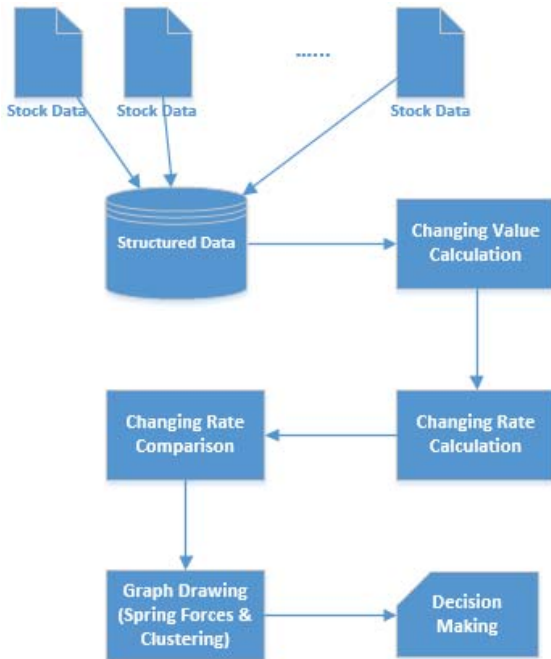 ......
Stock Data
Stock Data
Stock Data
Structured Data
Changing Value
Calculation
Changing Rate
Comparison
Changing Rate
Calculation
Graph Drawing
(Spring Forces &
Clustering)
Decision
Making